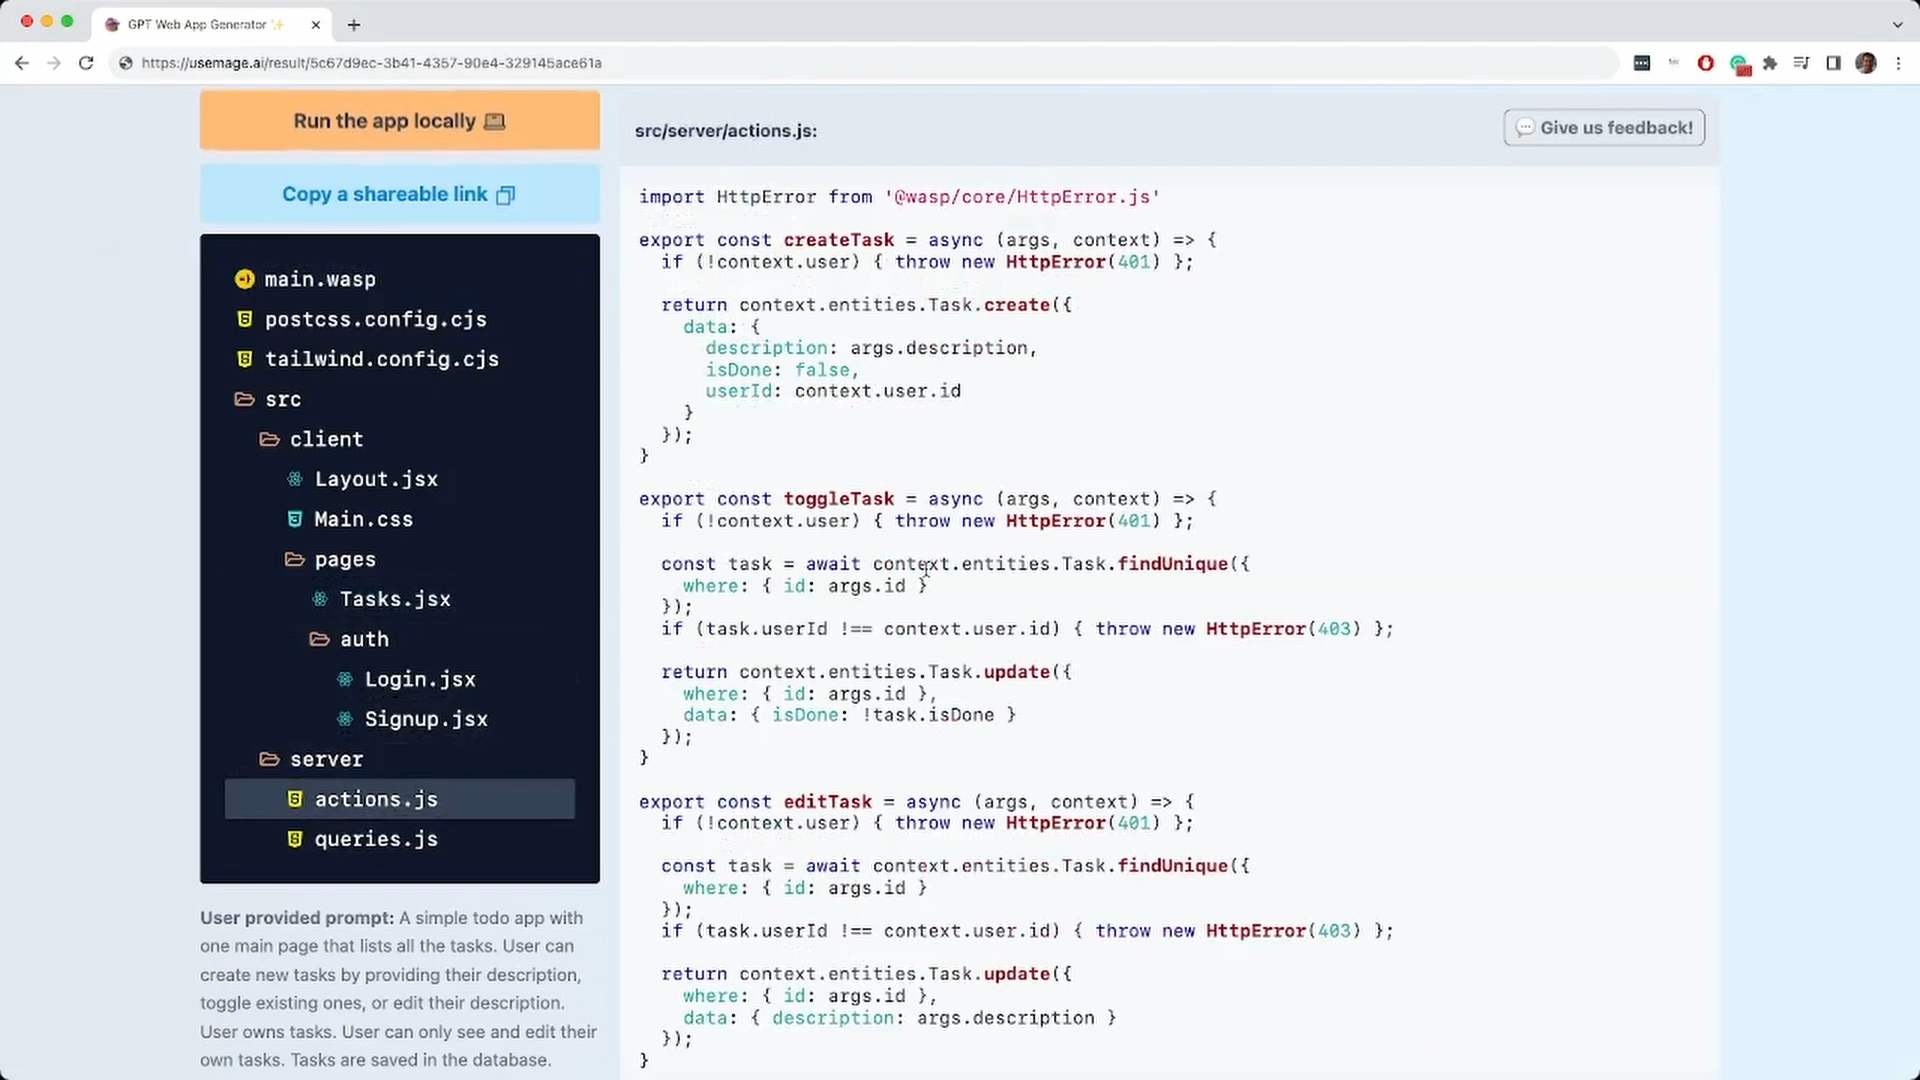 GPT Web App Generator ✨
https://usemage.ai/result/5c67d9ec-3b41-4357-90e4-329145ace61a
Run the app locally
Copy a shareable link
main.wasp
postcss.config.cjs
tailwind.config.cjs
src
client
Layout.jsx
Main.css
pages
Tasks.jsx
auth
Login.jsx
Signup.jsx
server
actions.js
queries.js
User provided prompt: A simple todo app with
one main page that lists all the tasks. User can
create new tasks by providing their description,
toggle existing ones, or edit their description.
User owns tasks. User can only see and edit their
own tasks. Tasks are saved in the database.
src/server/actions.js:
Give us feedback!
import HttpError from '@wasp/core/HttpError.js'
export const createTask = async (args, context) => {
if (!context.user) { throw new HttpError(401) };
return context.entities.Task.create({
data: {
description: args.description,
isDone: false,
userId: context.user.id
}
});
}
export const toggleTask = async (args, context) => {
if (!context.user) { throw new HttpError(401) };
const task = await context.entities.Task.findUnique({
where: { id: args.id }
});
if (task.userId !== context.user.id) { throw new HttpError(403) };
return context.entities.Task.update({
where: { id: args.id },
data: { isDone: !task.isDone }
});
}
export const editTask = async (args, context) => {
if (!context.user) { throw new HttpError(401) };
const task = await context.entities.Task.findUnique({
where: { id: args.id }
});
if (task.userId !== context.user.id) { throw new HttpError(403) };
return context.entities.Task.update({
where: { id: args.id },
data: { description: args.description }
});
}